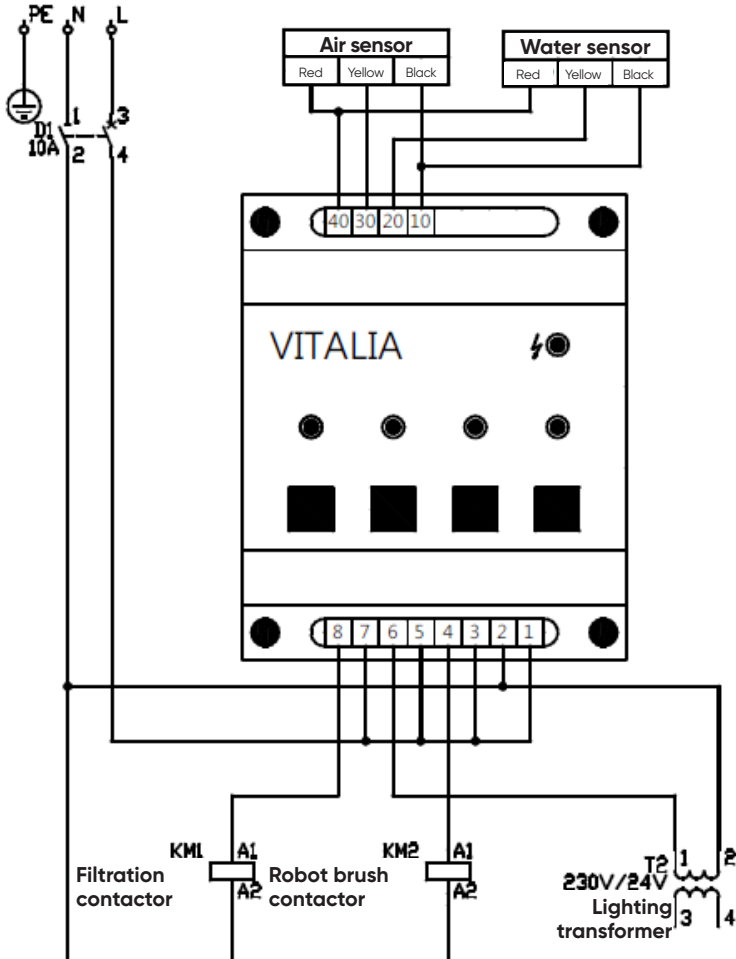 PE N L
Air sensor
Red Yellow Black
Water sensor
Red Yellow Black
D1
10A
1 3
2 4
40 30 20 10
VITALIA
8 7 6 5 4 3 2 1
KM1 A1
A2
Filtration
contactor
KM2 A1
A2
Robot brush
contactor
T2 1 2
230V/24V
Lighting
transformer
3 4